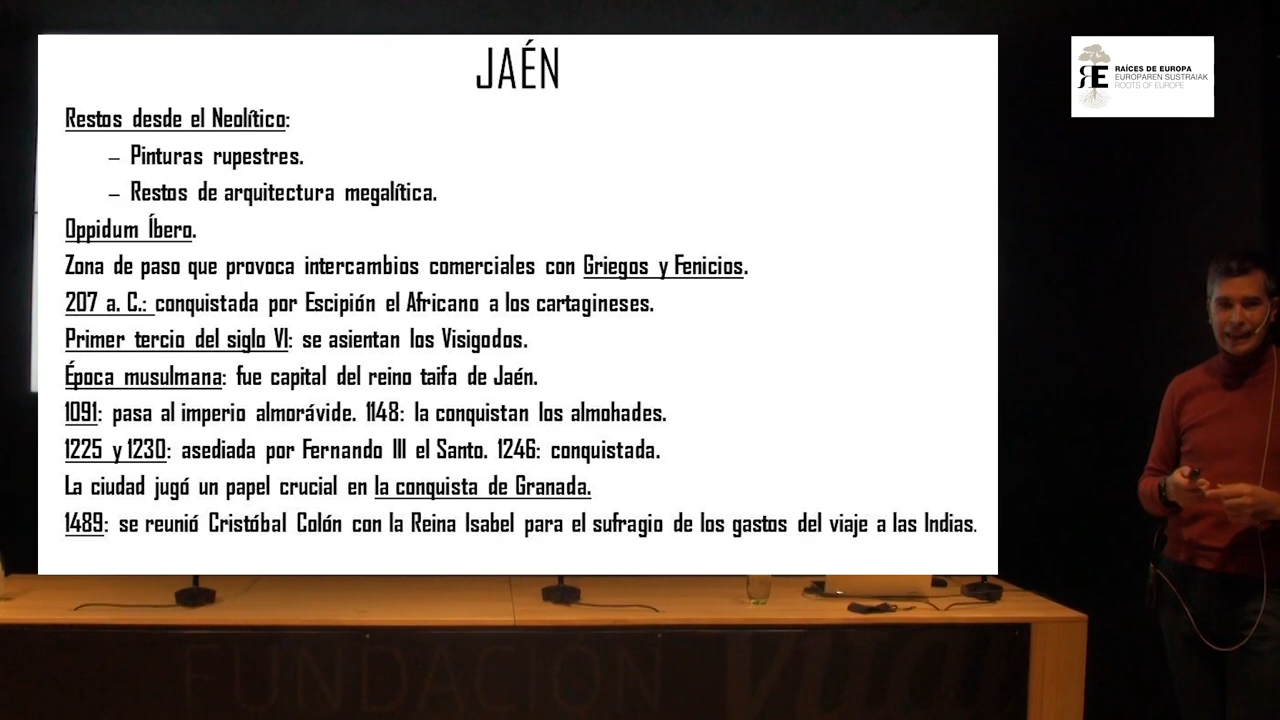 JAÉN
Restos desde el Neolítico:
– Pinturas rupestres.
– Restos de arquitectura megalítica.
Oppidum Íbero.
Zona de paso que provoca intercambios comerciales con Griegos y Fenicios.
207 a. C.: conquistada por Escipión el Africano a los cartagineses.
Primer tercio del siglo VI: se asientan los Visigodos.
Época musulmana: fue capital del reino taifa de Jaén.
1091: pasa al imperio almorávide. 1148: la conquistan los almohades.
1225 y 1230: asediada por Fernando III el Santo. 1246: conquistada.
La ciudad jugó un papel crucial en la conquista de Granada.
1489: se reunió Cristóbal Colón con la Reina Isabel para el sufragio de los gastos del viaje a las Indias.
RE
RAÍCES DE EUROPA
EUROPAREN SUSTRAIAK
ROOTS OF EUROPE
FUNDACIÓN